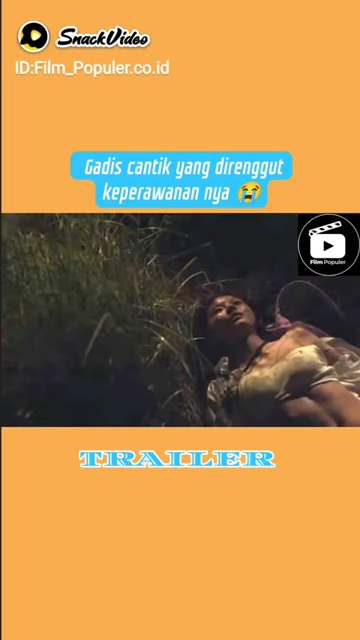 SnackVideo
ID:Film_Populer.co.id
Gadis cantik yang direnggut
keperawanan nya 😭
Film Populer
TRAILER